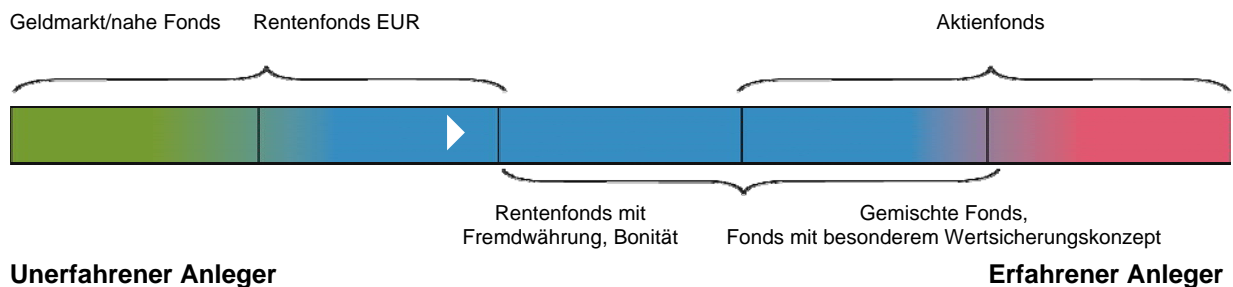 Geldmarkt/nahe Fonds Rentenfonds EUR Aktienfonds
Rentenfonds mit
Fremdwährung, Bonität
Gemischte Fonds,
Fonds mit besonderem Wertsicherungskonzept
Unerfahrener Anleger Erfahrener Anleger